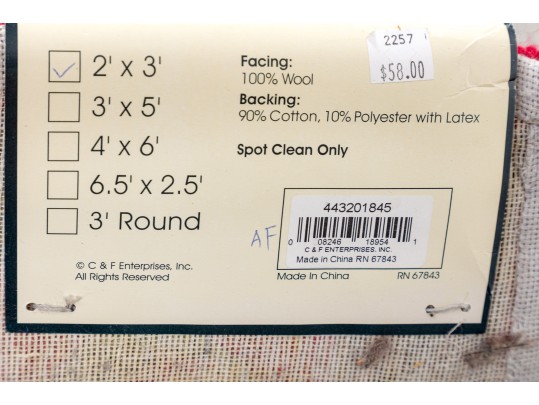 2' x 3'
3' x 5'
4' x 6'
6.5' x 2.5'
3' Round
© C & F Enterprises, Inc.
All Rights Reserved
2257
$58.00
Facing:
100% Wool
Backing:
90% Cotton, 10% Polyester with Latex
Spot Clean Only
AF
443201845
0 08246 18954 1
C & F ENTERPRISES, INC.
Made in China RN 67843
Made In China RN 67843